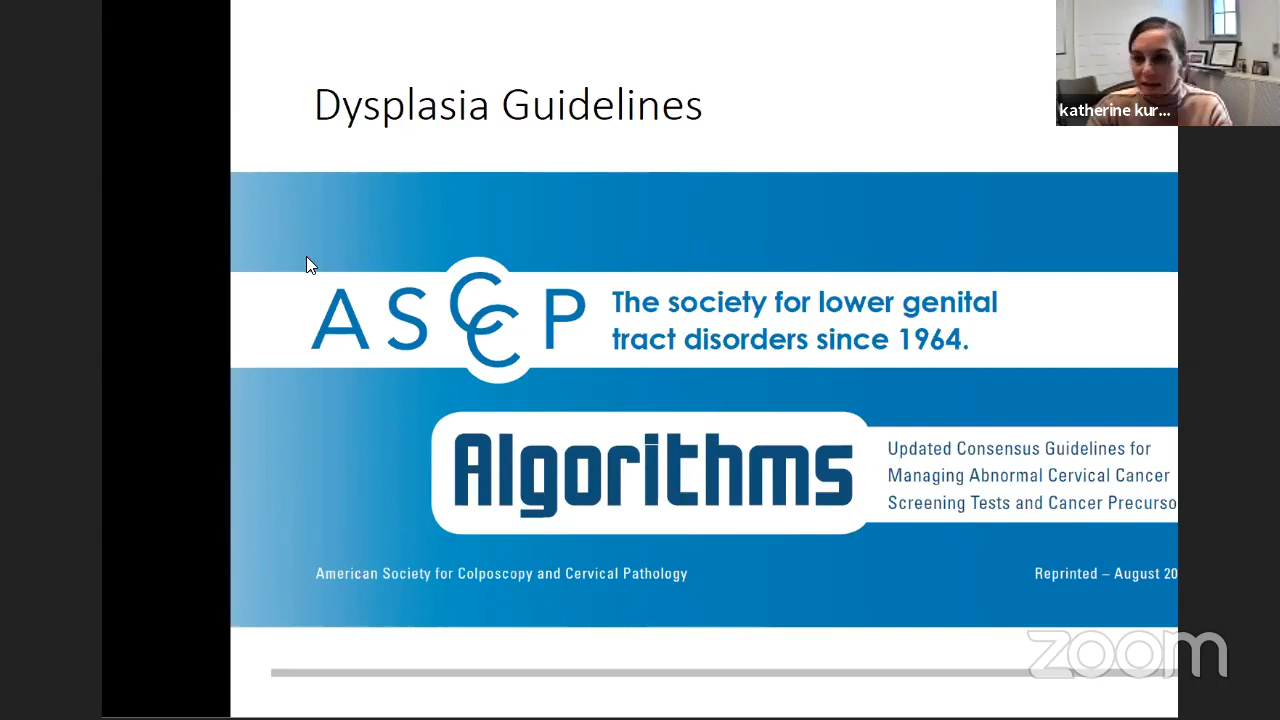 Dysplasia Guidelines
katherine kur...
ASCCP
The society for lower genital
tract disorders since 1964.
Algorithms
Updated Consensus Guidelines for
Managing Abnormal Cervical Cancer
Screening Tests and Cancer Precurso
American Society for Colposcopy and Cervical Pathology
Reprinted – August 20
zoom